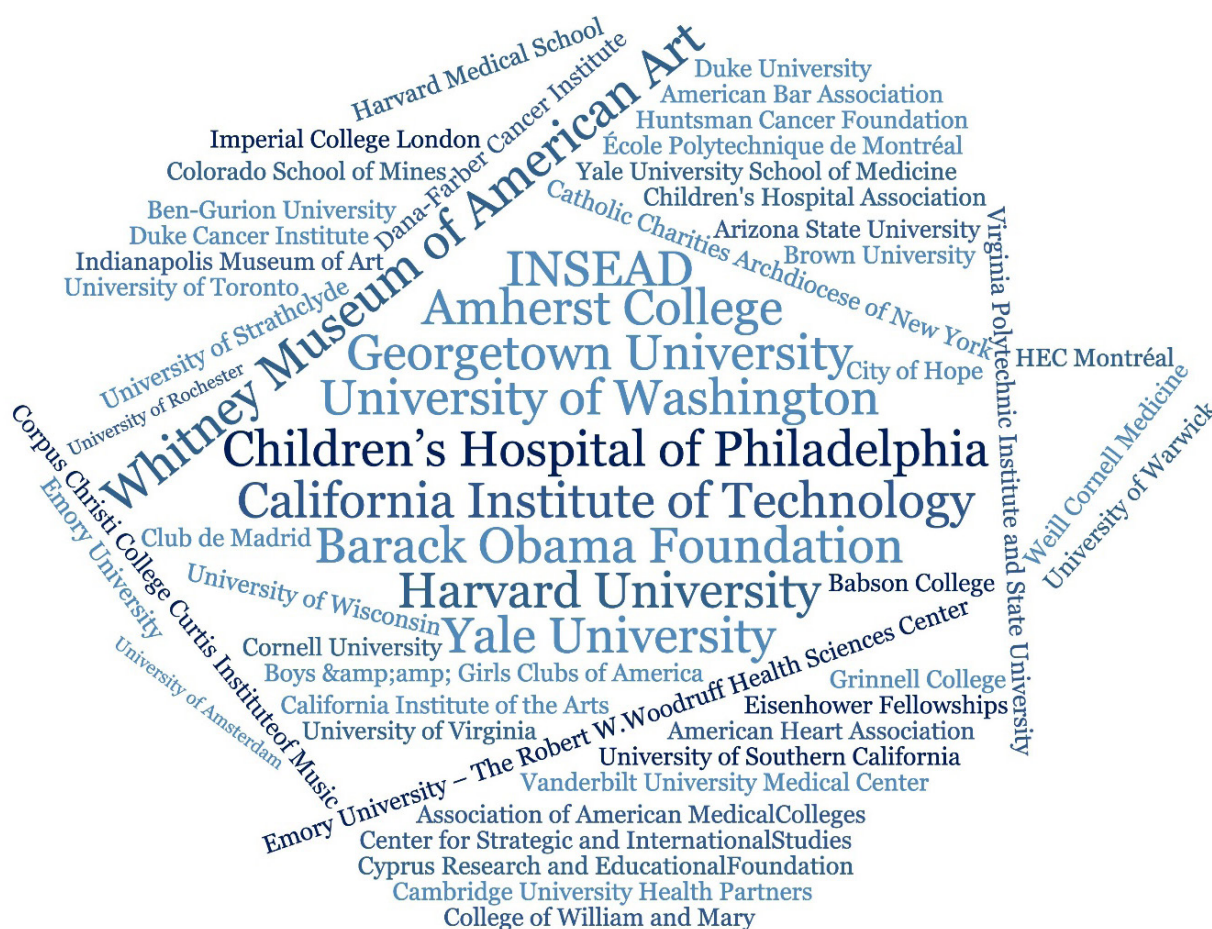 Harvard Medical School
Dana-Farber Cancer Institute
Whitney Museum of American Art
Duke University
American Bar Association
Huntsman Cancer Foundation
École Polytechnique de Montréal
Yale University School of Medicine
Children's Hospital Association
Imperial College London
Colorado School of Mines
Ben-Gurion University
Duke Cancer Institute
Indianapolis Museum of Art
University of Toronto
University of Strathclyde
University of Rochester
Catholic Charities Archdiocese of New York
Arizona State University
Brown University
Virginia Polytechnic Institute and State University
INSEAD
Amherst College
Georgetown University
City of Hope
HEC Montréal
University of Washington
Weill Cornell Medicine
University of Warwick
Children’s Hospital of Philadelphia
California Institute of Technology
Corpus Christi College Curtis Instituteof Music
Emory University
Club de Madrid
Barack Obama Foundation
Harvard University
Babson College
University of Wisconsin
Yale University
Cornell University
Boys &amp;amp; Girls Clubs of America
University of Amsterdam
California Institute of the Arts
University of Virginia
Emory University – The Robert W.Woodruff Health Sciences Center
Grinnell College
Eisenhower Fellowships
American Heart Association
University of Southern California
Vanderbilt University Medical Center
Association of American MedicalColleges
Center for Strategic and InternationalStudies
Cyprus Research and EducationalFoundation
Cambridge University Health Partners
College of William and Mary